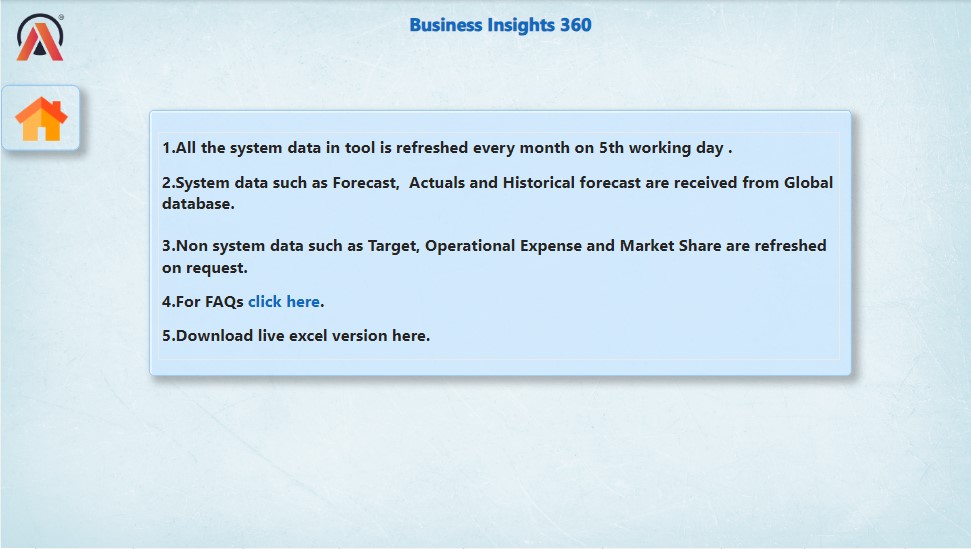 Business Insights 360
1.All the system data in tool is refreshed every month on 5th working day .
2.System data such as Forecast,  Actuals and Historical forecast are received from Global
database.
3.Non system data such as Target, Operational Expense and Market Share are refreshed
on request.
4.For FAQs click here.
5.Download live excel version here.